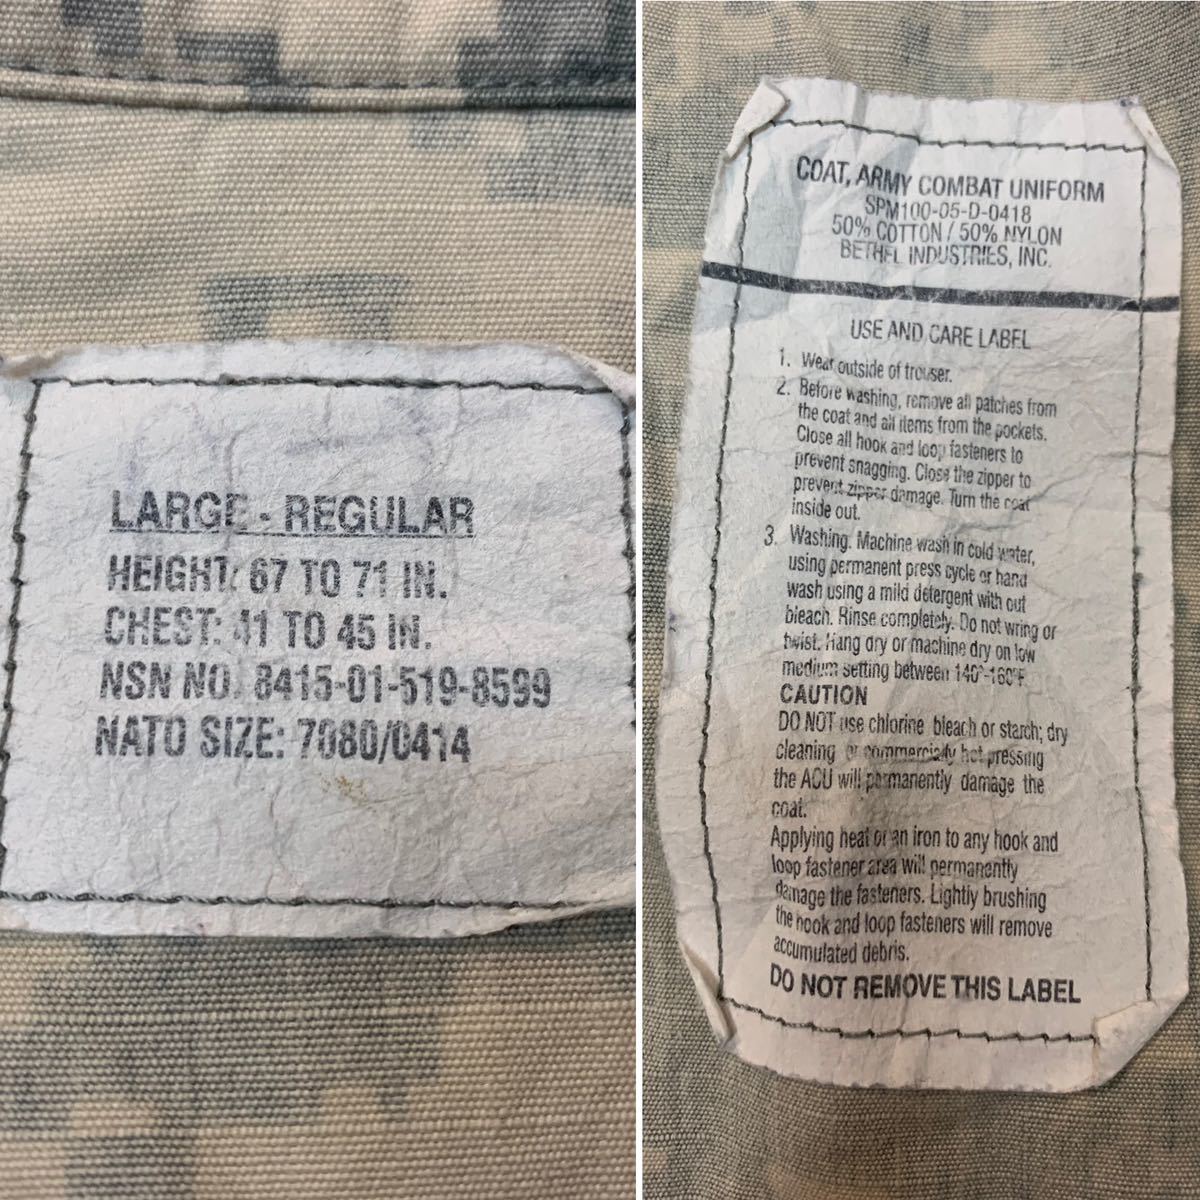 LARGE - REGULAR
HEIGHT: 67 TO 71 IN.
CHEST: 41 TO 45 IN.
NSN NO. 8415-01-519-8599
NATO SIZE: 7080/0414
COAT, ARMY COMBAT UNIFORM
SPM100-05-D-0418
50% COTTON / 50% NYLON
BETHEL INDUSTRIES, INC.
USE AND CARE LABEL
1. Wear outside of trouser.
2. Before washing, remove all patches from
the coat and all items from the pockets.
Close all hook and loop fasteners to
prevent snagging. Close the zipper to
prevent zipper damage. Turn the coat
inside out.
3. Washing. Machine wash in cold water,
using permanent press cycle or hand
wash using a mild detergent with out
bleach. Rinse completely. Do not wring or
twist. Hang dry or machine dry on low
medium setting between 140°-160°F.
CAUTION
DO NOT use chlorine bleach or starch; dry
cleaning or commercially hot pressing
the ACU will permanently damage the
coat.
Applying heat or an iron to any hook and
loop fastener area will permanently
damage the fasteners. Lightly brushing
the hook and loop fasteners will remove
accumulated debris.
DO NOT REMOVE THIS LABEL